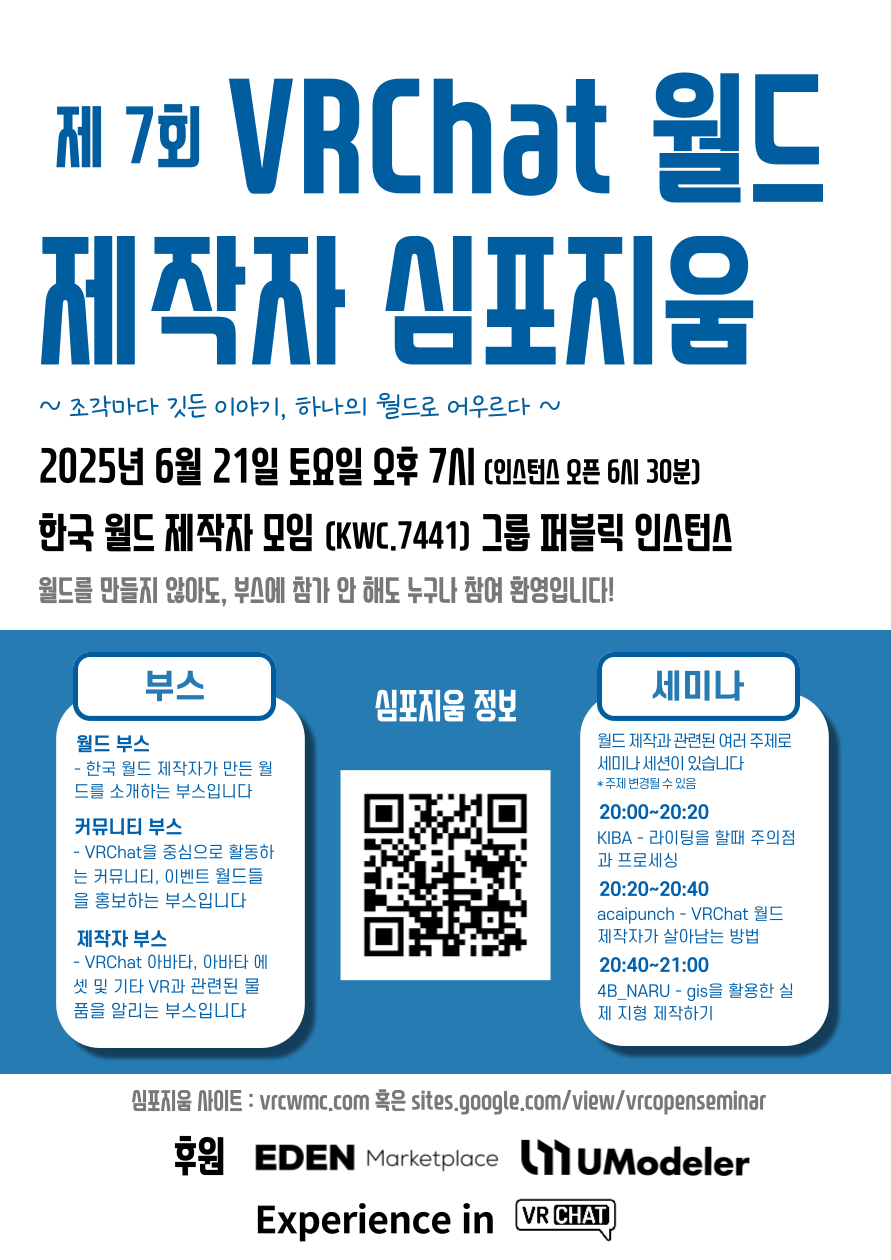 제 7회 VRChat 월드
제작자 심포지움
~ 조각마다 깃든 이야기, 하나의 월드로 어우르다 ~
2025년 6월 21일 토요일 오후 7시 (인스턴스 오픈 6시 30분)
한국 월드 제작자 모임 (KWC.7441) 그룹 퍼블릭 인스턴스
월드를 만들지 않아도, 부스에 참가 안 해도 누구나 참여 환영입니다!
부스
월드 부스
- 한국 월드 제작자가 만든 월
드를 소개하는 부스입니다
커뮤니티 부스
- VRChat을 중심으로 활동하
는 커뮤니티, 이벤트 월드들
을 홍보하는 부스입니다
제작자 부스
- VRChat 아바타, 아바타 에
셋 및 기타 VR과 관련된 물
품을 알리는 부스입니다
심포지움 정보
세미나
월드 제작과 관련된 여러 주제로
세미나 세션이 있습니다
* 주제 변경될 수 있음
20:00~20:20
KIBA - 라이팅을 할때 주의점
과 프로세싱
20:20~20:40
acaipunch - VRChat 월드
제작자가 살아남는 방법
20:40~21:00
4B_NARU - gis을 활용한 실
제 지형 제작하기
심포지움 사이트 : vrcwmc.com 혹은 sites.google.com/view/vrcopenseminar
후원 EDEN Marketplace UModeler
Experience in VRCHAT